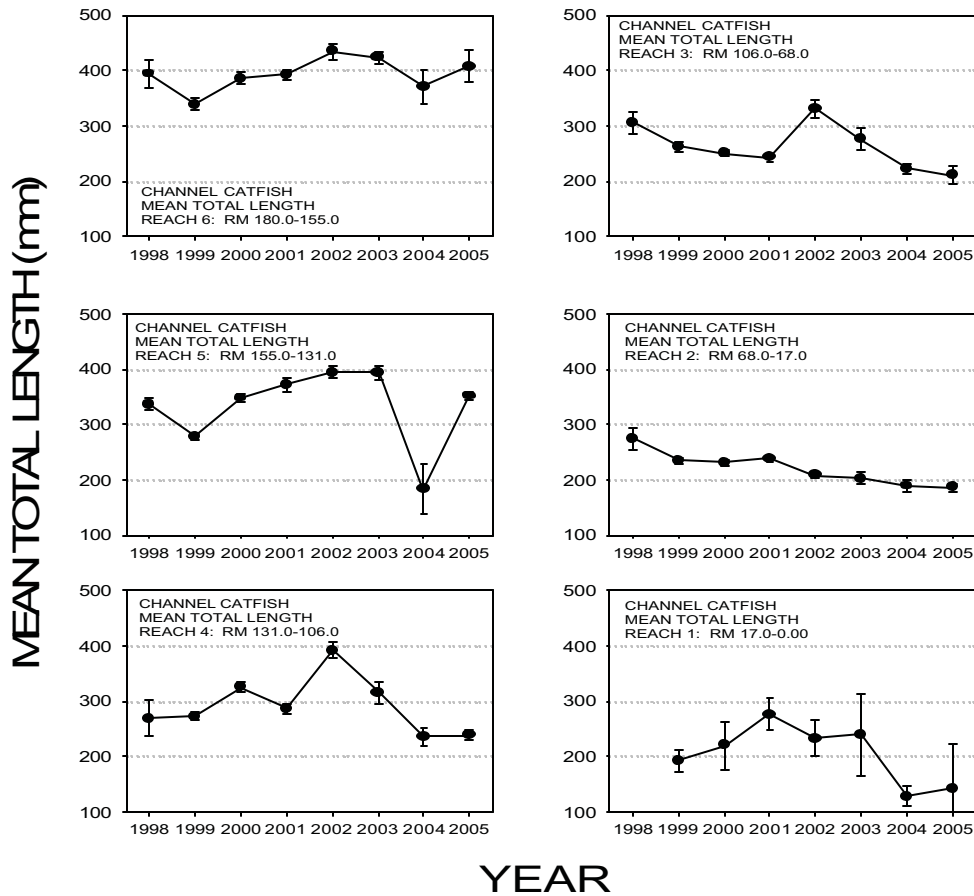 MEAN TOTAL LENGTH (mm)
500
400
300
200
100
CHANNEL CATFISH
MEAN TOTAL LENGTH
REACH 6: RM 180.0-155.0
1998 1999 2000 2001 2002 2003 2004 2005
500
400
300
200
100
CHANNEL CATFISH
MEAN TOTAL LENGTH
REACH 3: RM 106.0-68.0
1998 1999 2000 2001 2002 2003 2004 2005
500
400
300
200
100
CHANNEL CATFISH
MEAN TOTAL LENGTH
REACH 5: RM 155.0-131.0
1998 1999 2000 2001 2002 2003 2004 2005
500
400
300
200
100
CHANNEL CATFISH
MEAN TOTAL LENGTH
REACH 2: RM 68.0-17.0
1998 1999 2000 2001 2002 2003 2004 2005
500
400
300
200
100
CHANNEL CATFISH
MEAN TOTAL LENGTH
REACH 4: RM 131.0-106.0
1998 1999 2000 2001 2002 2003 2004 2005
500
400
300
200
100
CHANNEL CATFISH
MEAN TOTAL LENGTH
REACH 1: RM 17.0-0.00
1998 1999 2000 2001 2002 2003 2004 2005
YEAR